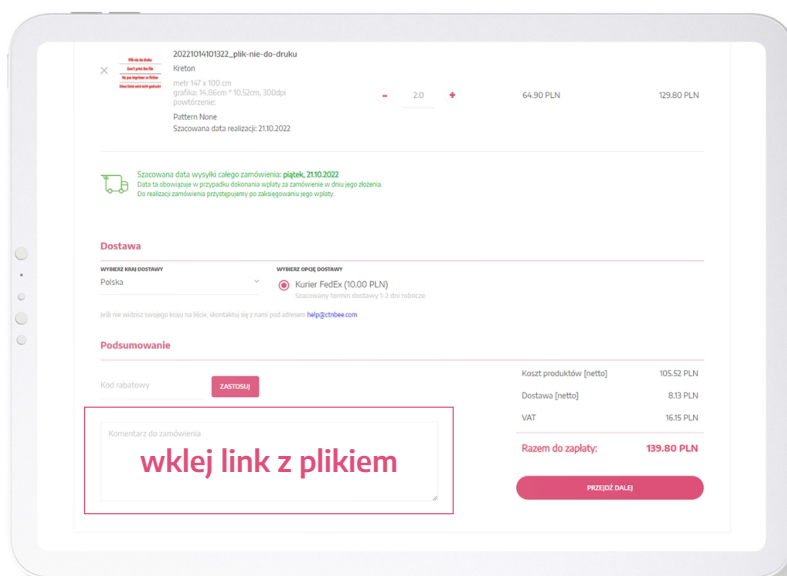 20221014101322_plik-nie-do-druku
Kreton
metr 147 x 100 cm
grafika: 14.86cm * 10.52cm, 300dpi
powtórzenie:
Pattern None
Szacowana data realizacji: 21.10.2022
- 2.0 + 64.90 PLN 129.80 PLN
Szacowana data wysyłki całego zamówienia: piątek, 21.10.2022
Data ta obowiązuje w przypadku dokonania wpłaty za zamówienie w dniu jego złożenia.
Do realizacji zamówienia przystępujemy po zaksięgowaniu jego wpłaty.
Dostawa
WYBIERZ KRAJ DOSTAWY
Polska
WYBIERZ OPCJĘ DOSTAWY
Kurier FedEx (10.00 PLN)
Szacowany termin dostawy 1-2 dni robocze.
Jeśli nie widzisz swojego kraju na liście, skontaktuj się z nami pod adresem help@ctnbee.com
Podsumowanie
Kod rabatowy
ZASTOSUJ
Komentarz do zamówienia
wklej link z plikiem
Koszt produktów [netto] 105.52 PLN
Dostawa [netto] 8.13 PLN
VAT 16.15 PLN
Razem do zapłaty: 139.80 PLN
PRZEJDŹ DALEJ